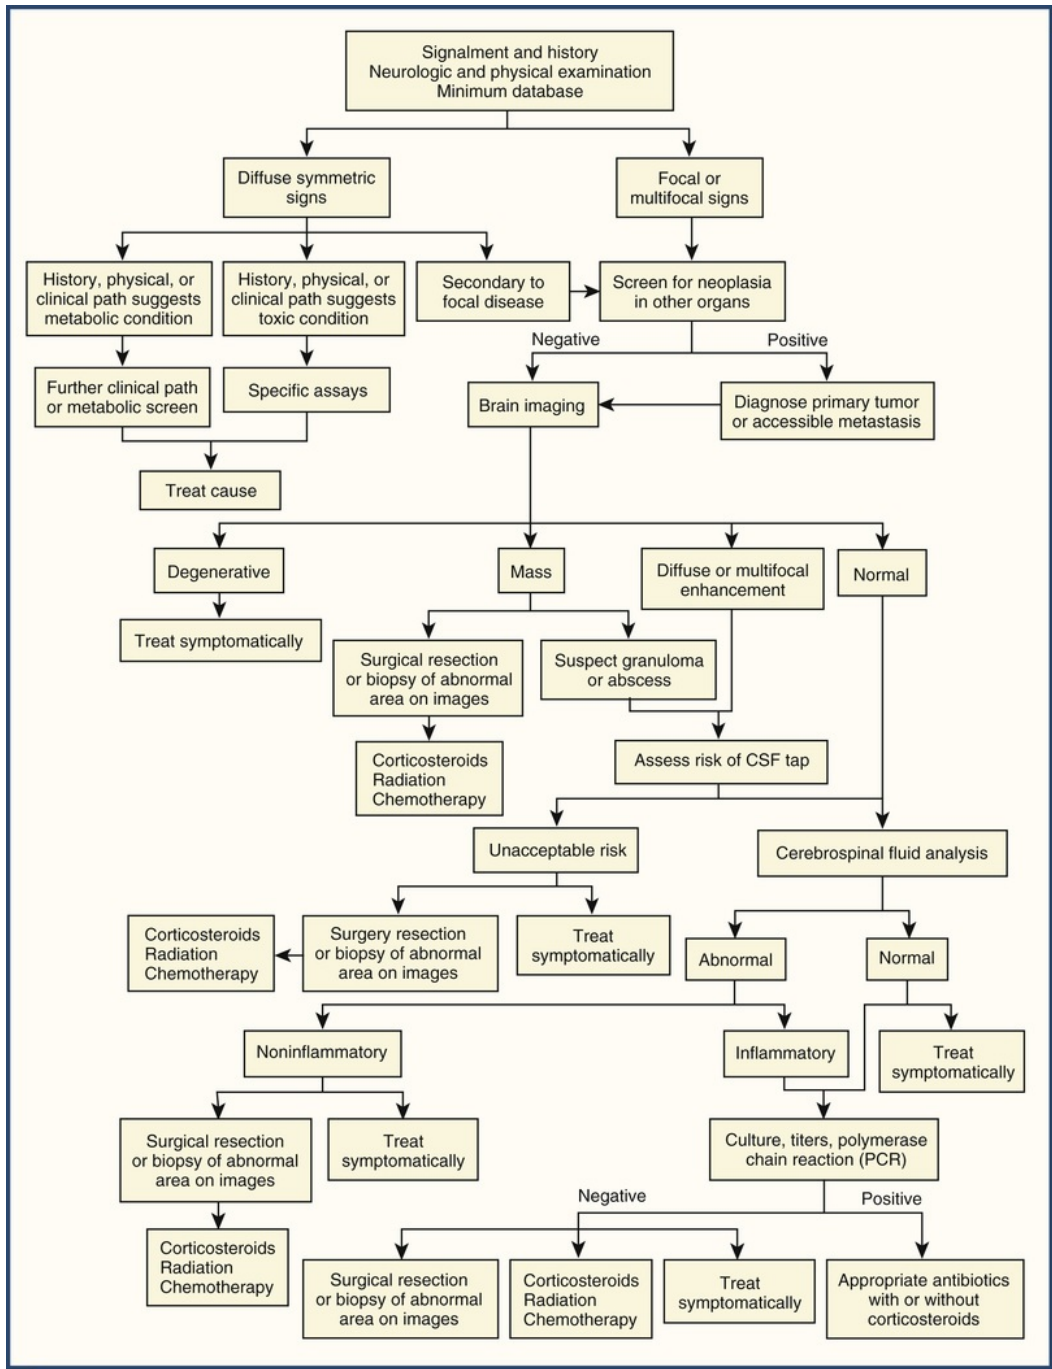 Signalment and history
Neurologic and physical examination
Minimum database
Diffuse symmetric
signs
Focal or
multifocal signs
History, physical, or
clinical path suggests
metabolic condition
History, physical, or
clinical path suggests
toxic condition
Secondary to
focal disease
Screen for neoplasia
in other organs
Negative
Positive
Further clinical path
or metabolic screen
Specific assays
Brain imaging
Diagnose primary tumor
or accessible metastasis
Treat cause
Degenerative
Mass
Diffuse or multifocal
enhancement
Normal
Treat symptomatically
Surgical resection
or biopsy of abnormal
area on images
Suspect granuloma
or abscess
Corticosteroids
Radiation
Chemotherapy
Assess risk of CSF tap
Unacceptable risk
Cerebrospinal fluid analysis
Corticosteroids
Radiation
Chemotherapy
Surgery resection
or biopsy of abnormal
area on images
Treat
symptomatically
Abnormal
Normal
Noninflammatory
Inflammatory
Treat
symptomatically
Surgical resection
or biopsy of abnormal
area on images
Treat
symptomatically
Culture, titers, polymerase
chain reaction (PCR)
Negative
Positive
Corticosteroids
Radiation
Chemotherapy
Surgical resection
or biopsy of abnormal
area on images
Corticosteroids
Radiation
Chemotherapy
Treat
symptomatically
Appropriate antibiotics
with or without
corticosteroids